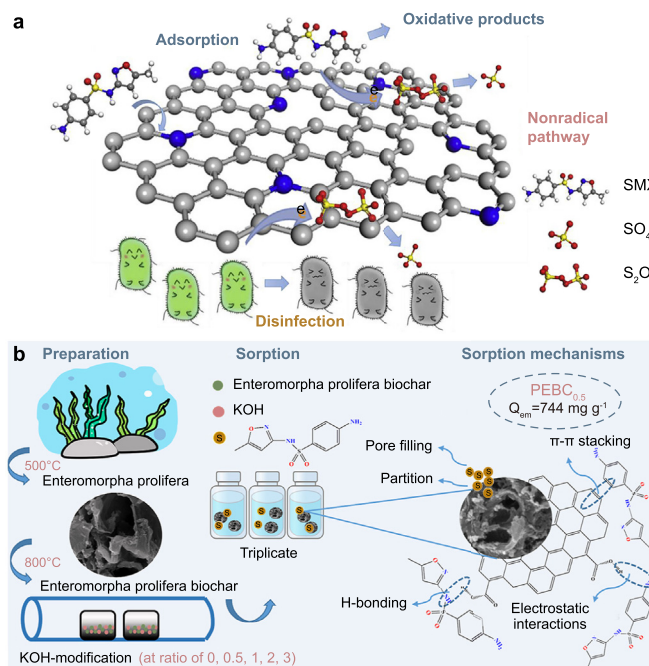 a
Adsorption
Oxidative products
e
Nonradical
pathway
SMX
SO4
e
S2O
Disinfection
b
Preparation
Sorption
Sorption mechanisms
Enteromorpha prolifera biochar
KOH
S
PEBC0.5
Qem=744 mg g-1
Pore filling
π-π stacking
Partition
500°C
Enteromorpha prolifera
Triplicate
800°C
Enteromorpha prolifera biochar
H-bonding
Electrostatic
interactions
KOH-modification (at ratio of 0, 0.5, 1, 2, 3)